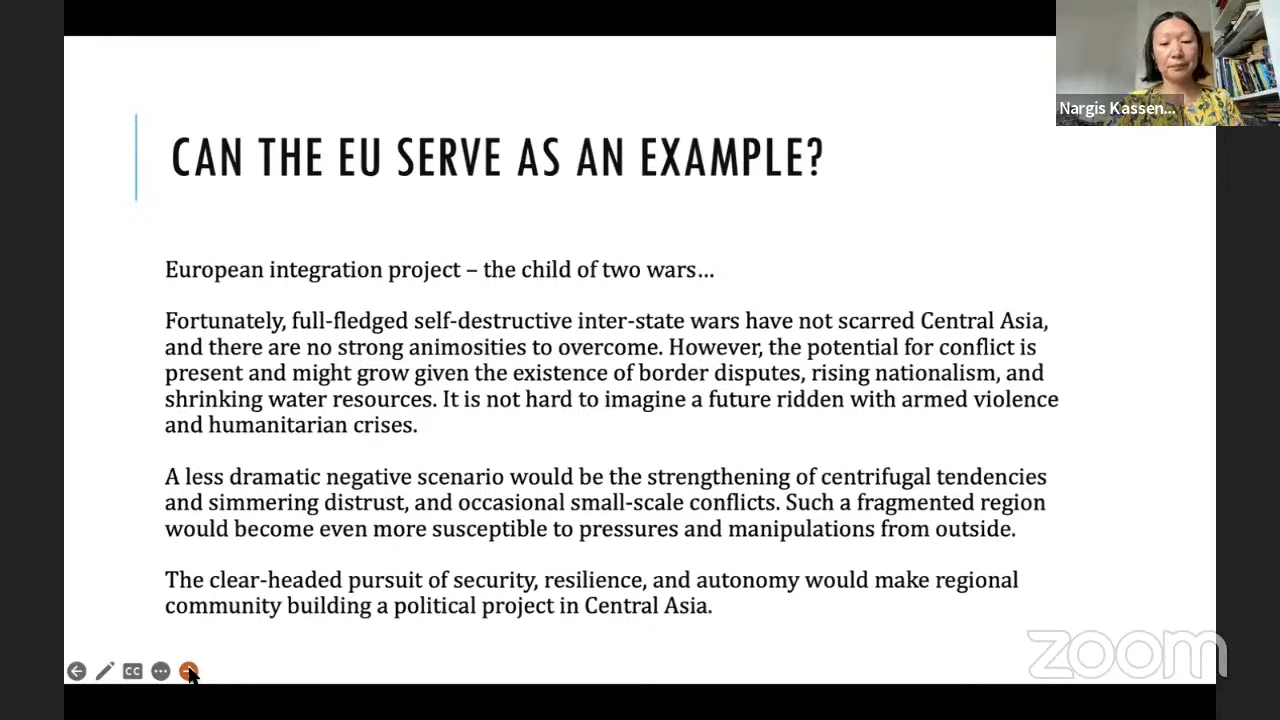 Nargis Kassen...
CAN THE EU SERVE AS AN EXAMPLE?
European integration project – the child of two wars…
Fortunately, full-fledged self-destructive inter-state wars have not scarred Central Asia,
and there are no strong animosities to overcome. However, the potential for conflict is
present and might grow given the existence of border disputes, rising nationalism, and
shrinking water resources. It is not hard to imagine a future ridden with armed violence
and humanitarian crises.
A less dramatic negative scenario would be the strengthening of centrifugal tendencies
and simmering distrust, and occasional small-scale conflicts. Such a fragmented region
would become even more susceptible to pressures and manipulations from outside.
The clear-headed pursuit of security, resilience, and autonomy would make regional
community building a political project in Central Asia.
CC
zoom